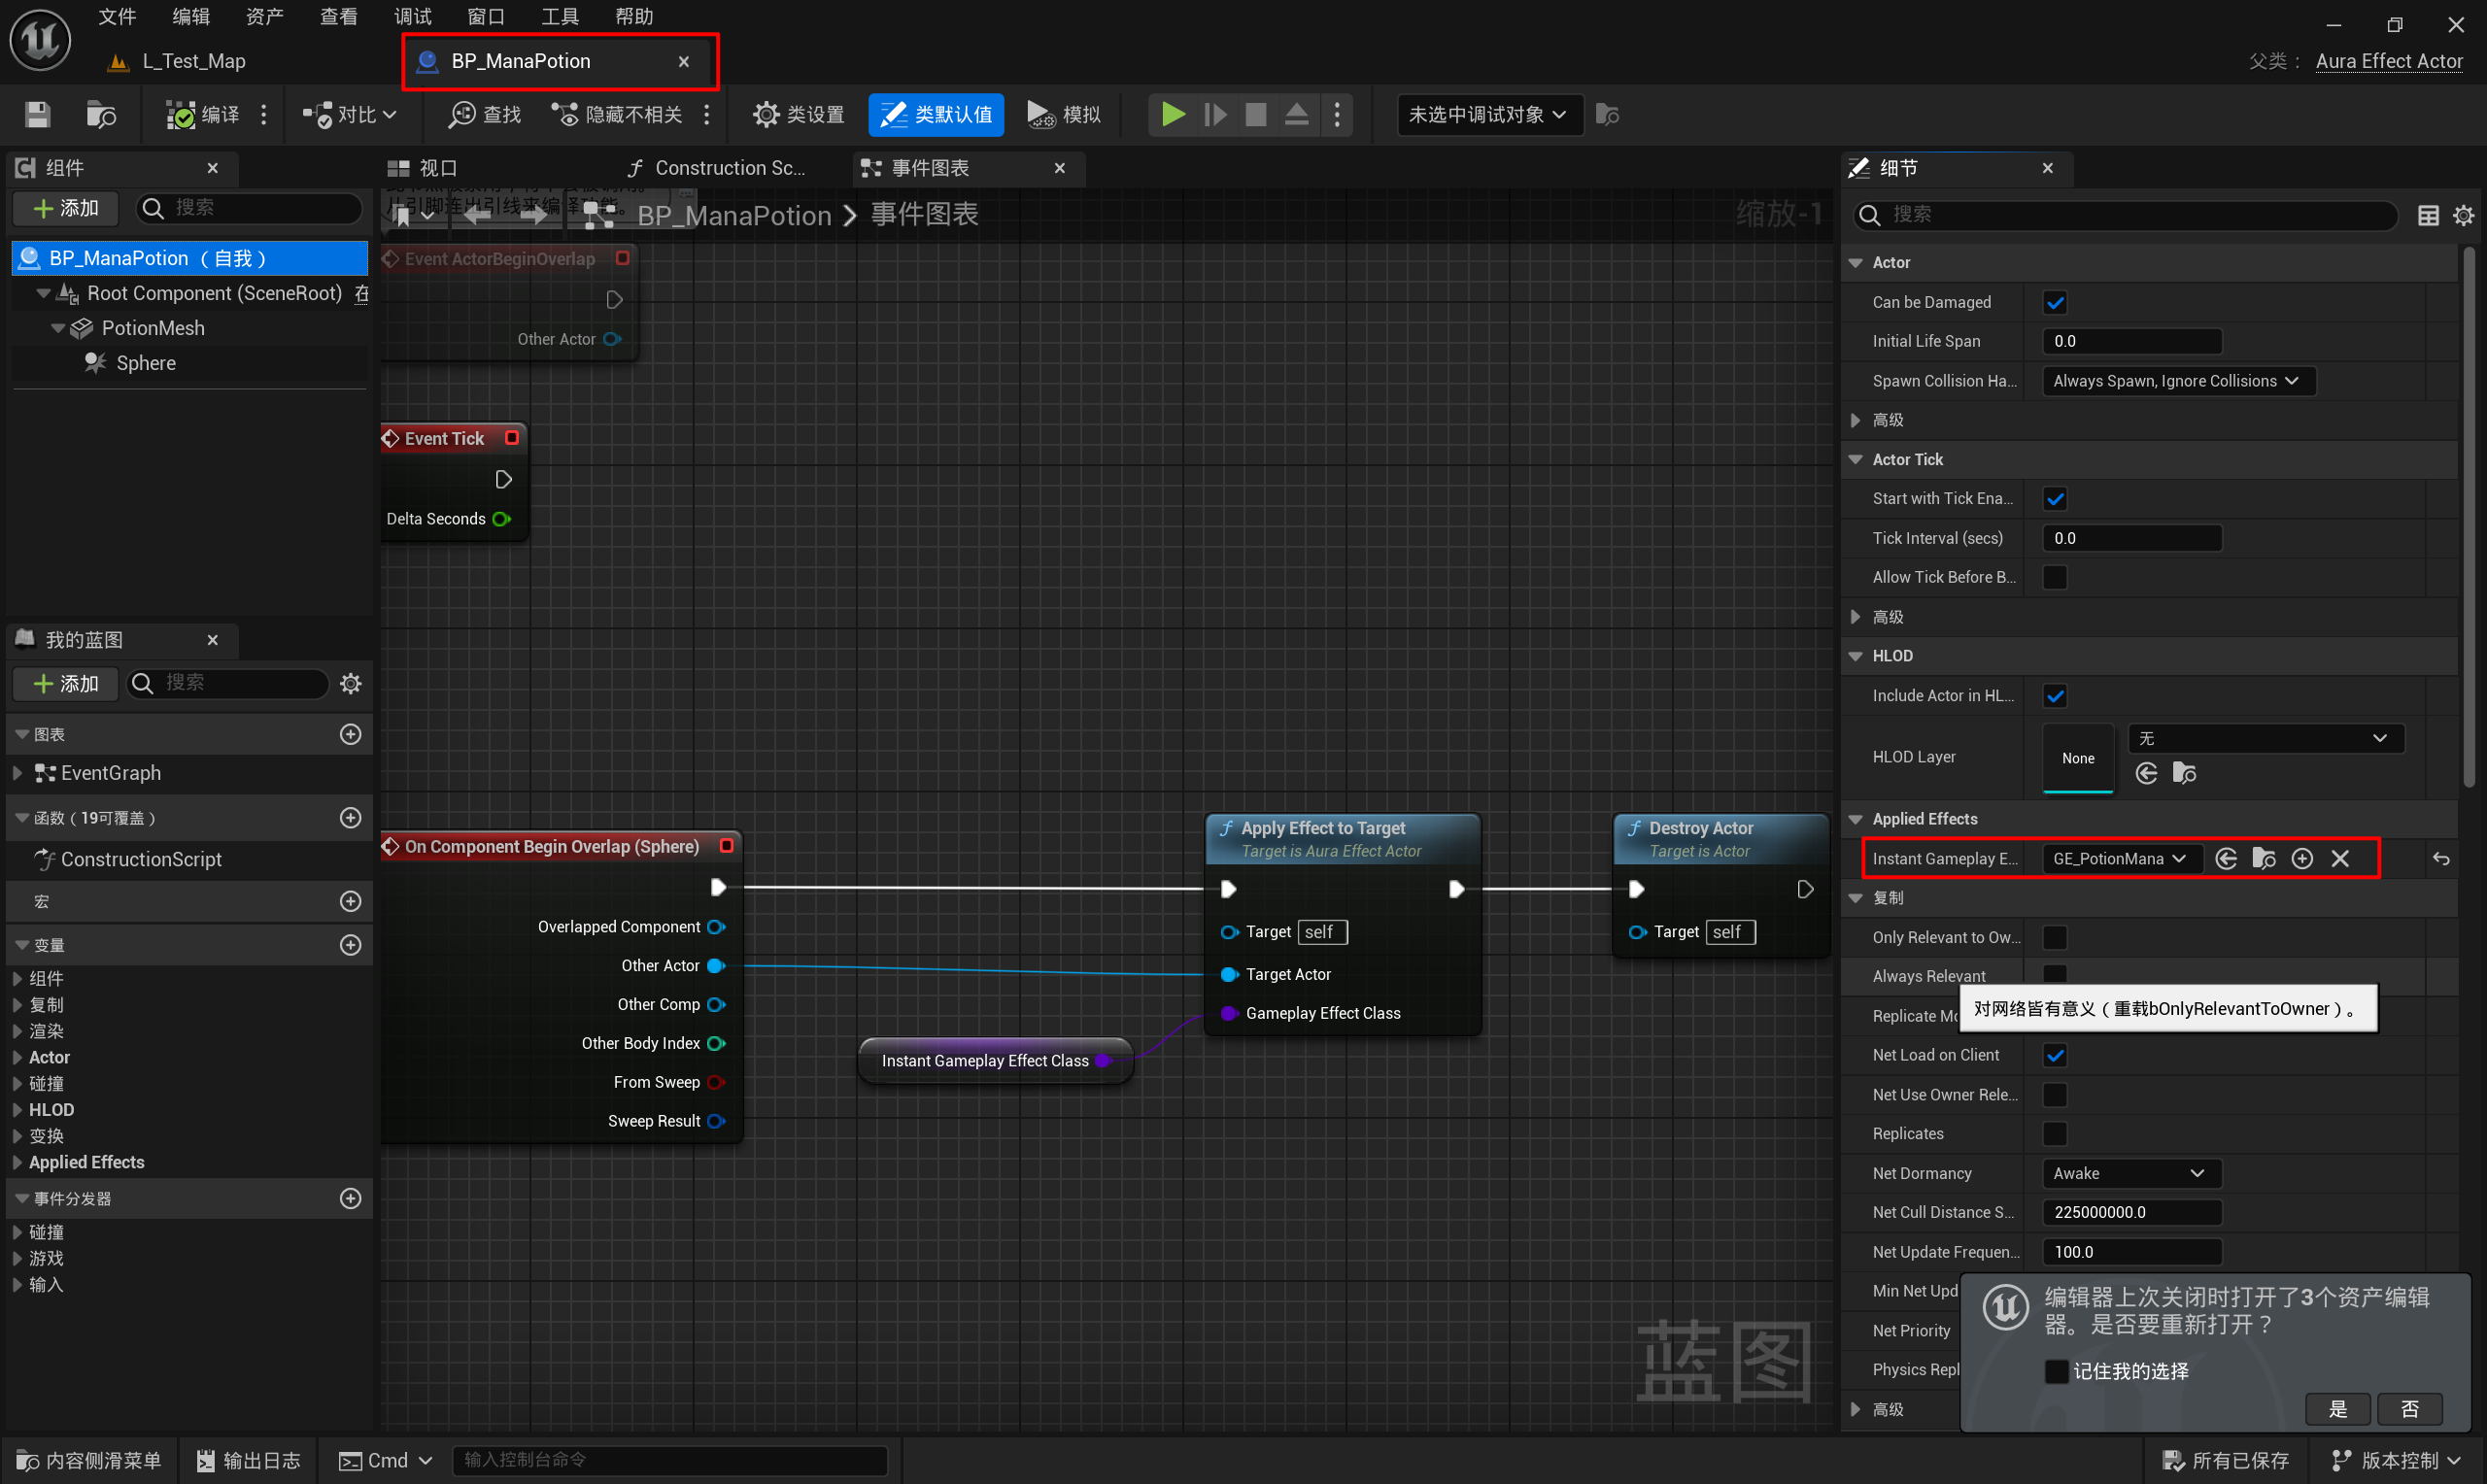 文件 编辑 资产 查看 调试 窗口 工具 帮助
L_Test_Map
BP_ManaPotion
父类： Aura Effect Actor
编译
对比
查找
隐藏不相关
类设置
类默认值
模拟
未选中调试对象
组件
添加
搜索
BP_ManaPotion （自我）
Root Component (SceneRoot) 在
PotionMesh
Sphere
我的蓝图
添加
搜索
图表
EventGraph
函数（19可覆盖）
ConstructionScript
宏
变量
组件
复制
渲染
Actor
碰撞
HLOD
变换
Applied Effects
事件分发器
碰撞
游戏
输入
视口
Construction Sc...
事件图表
片引脚连出引线来编译功能。
BP_ManaPotion > 事件图表
缩放-1
Event ActorBeginOverlap
Other Actor
Event Tick
Delta Seconds
On Component Begin Overlap (Sphere)
Overlapped Component
Other Actor
Other Comp
Other Body Index
From Sweep
Sweep Result
Instant Gameplay Effect Class
Apply Effect to Target
Target is Aura Effect Actor
Target self
Target Actor
Gameplay Effect Class
Destroy Actor
Target is Actor
Target self
蓝图
细节
搜索
Actor
Can be Damaged
Initial Life Span 0.0
Spawn Collision Ha... Always Spawn, Ignore Collisions
高级
Actor Tick
Start with Tick Ena...
Tick Interval (secs) 0.0
Allow Tick Before B...
高级
HLOD
Include Actor in HL...
HLOD Layer None 无
Applied Effects
Instant Gameplay E... GE_PotionMana
复制
Only Relevant to Ow...
Always Relevant
对网络皆有意义（重载bOnlyRelevantToOwner）。
Replicate Mo
Net Load on Client
Net Use Owner Rele...
Replicates
Net Dormancy Awake
Net Cull Distance S... 225000000.0
Net Update Frequen... 100.0
Min Net Upd
Net Priority
Physics Repl
高级
编辑器上次关闭时打开了3个资产编辑
器。是否要重新打开？
记住我的选择
是 否
内容侧滑菜单
输出日志
Cmd
输入控制台命令
所有已保存
版本控制